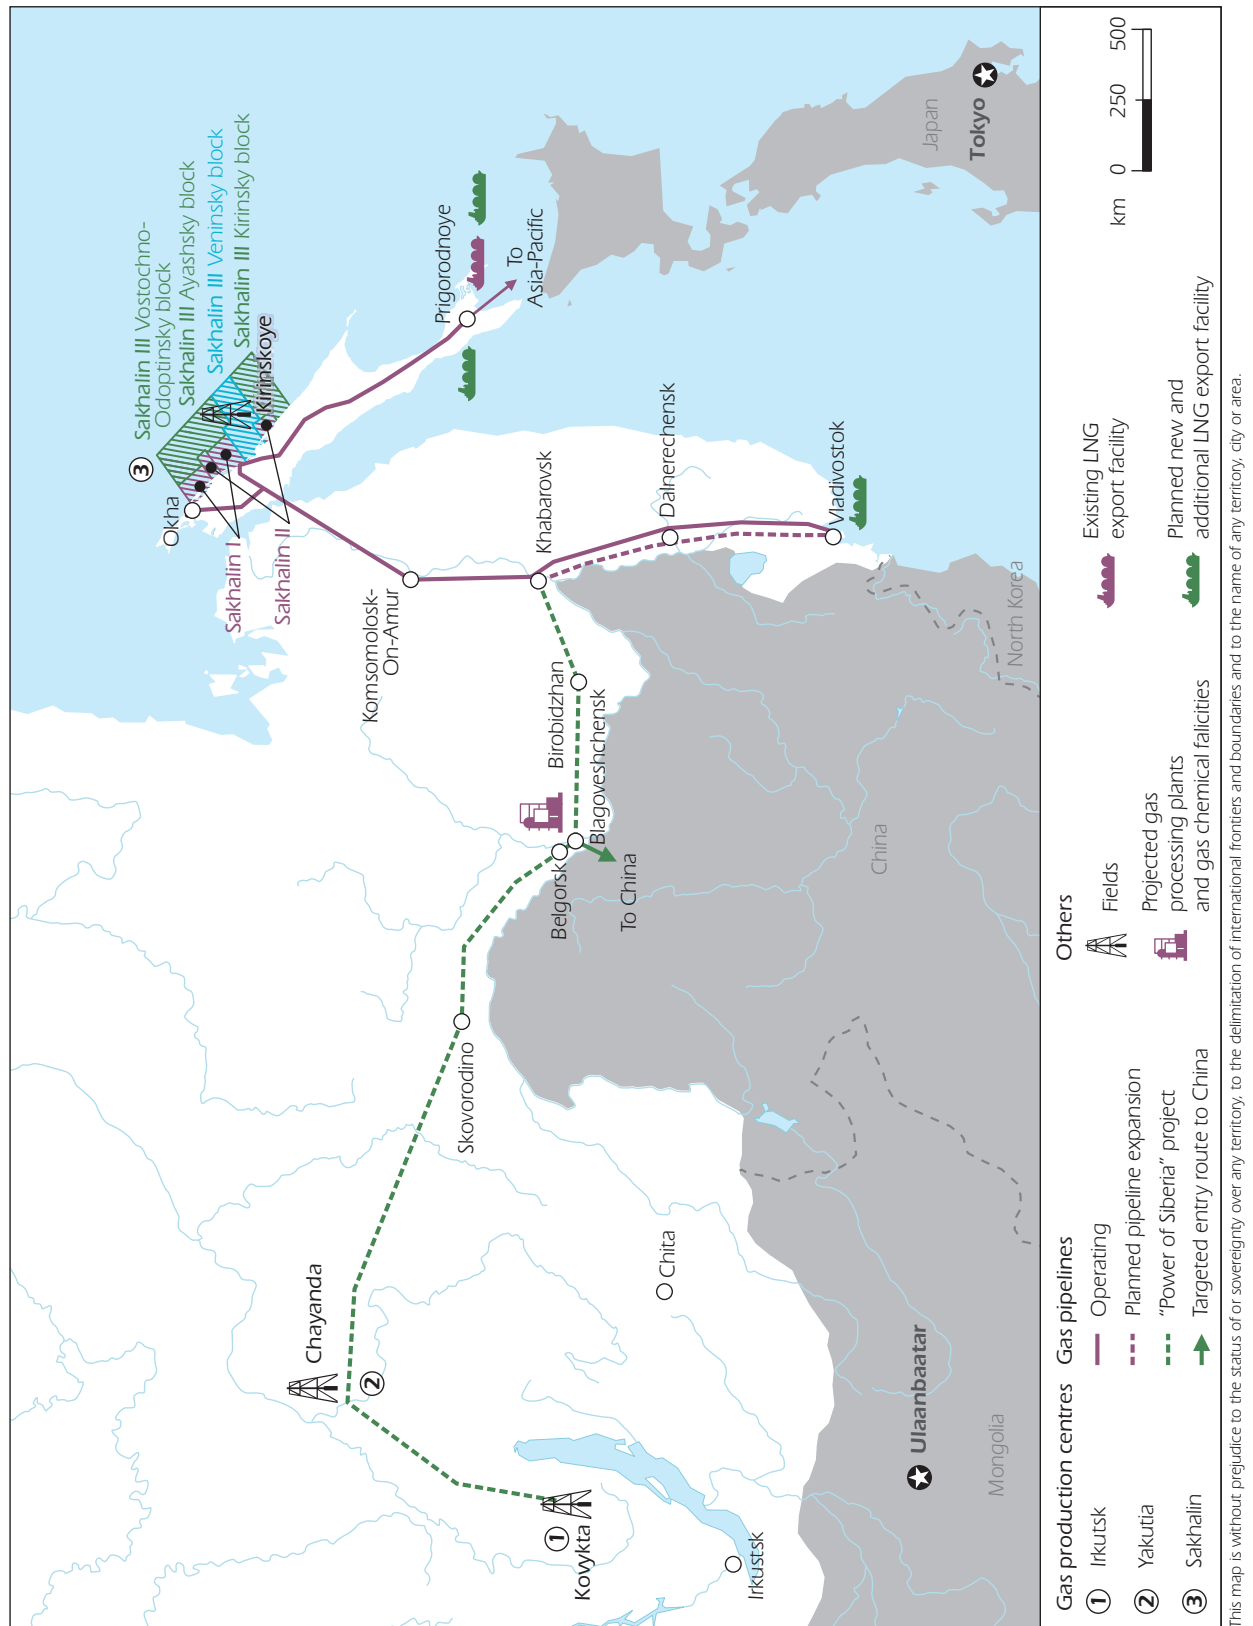 Sakhalin III Vostochno-
Odoptinsky block
Sakhalin III Ayashsky block
Sakhalin III Veninsky block
Sakhalin III Kirinsky block
3
Okha
Kirinskoye
Sakhalin I
Sakhalin II
Prigorodnoye
To
Asia-Pacific
Komsomolosk-
On-Amur
Khabarovsk
Dalnerechensk
Vladivostok
Birobidzhan
Blagoveshchensk
Belgorsk
To China
Skovorodino
Chayanda
2
Chita
1
Kovykta
Irkustsk
Ulaanbaatar
Mongolia
China
North Korea
Japan
Tokyo
Gas production centres
1 Irkutsk
2 Yakutia
3 Sakhalin
Gas pipelines
Operating
Planned pipeline expansion
"Power of Siberia" project
Targeted entry route to China
Others
Fields
Projected gas
processing plants
and gas chemical falicities
Existing LNG
export facility
Planned new and
additional LNG export facility
km
0 250 500
This map is without prejudice to the status of or sovereignty over any territory, to the delimitation of international frontiers and boundaries and to the name of any territory, city or area.